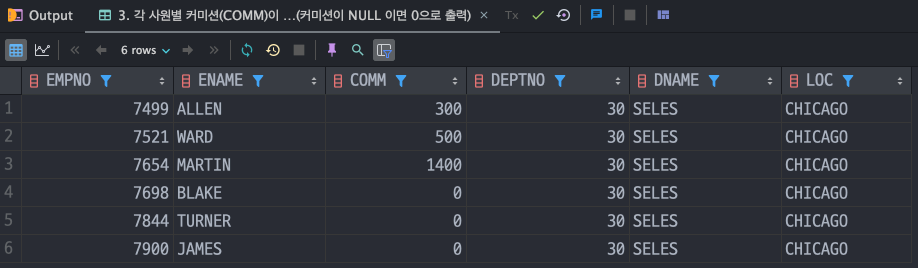 Output 3. 각 사원별 커미션(COMM)이 ...(커미션이 NULL 이면 0으로 출력) × Tx
6 rows
EMPNO ENAME COMM DEPTNO DNAME LOC
1 7499 ALLEN 300 30 SELES CHICAGO
2 7521 WARD 500 30 SELES CHICAGO
3 7654 MARTIN 1400 30 SELES CHICAGO
4 7698 BLAKE 0 30 SELES CHICAGO
5 7844 TURNER 0 30 SELES CHICAGO
6 7900 JAMES 0 30 SELES CHICAGO